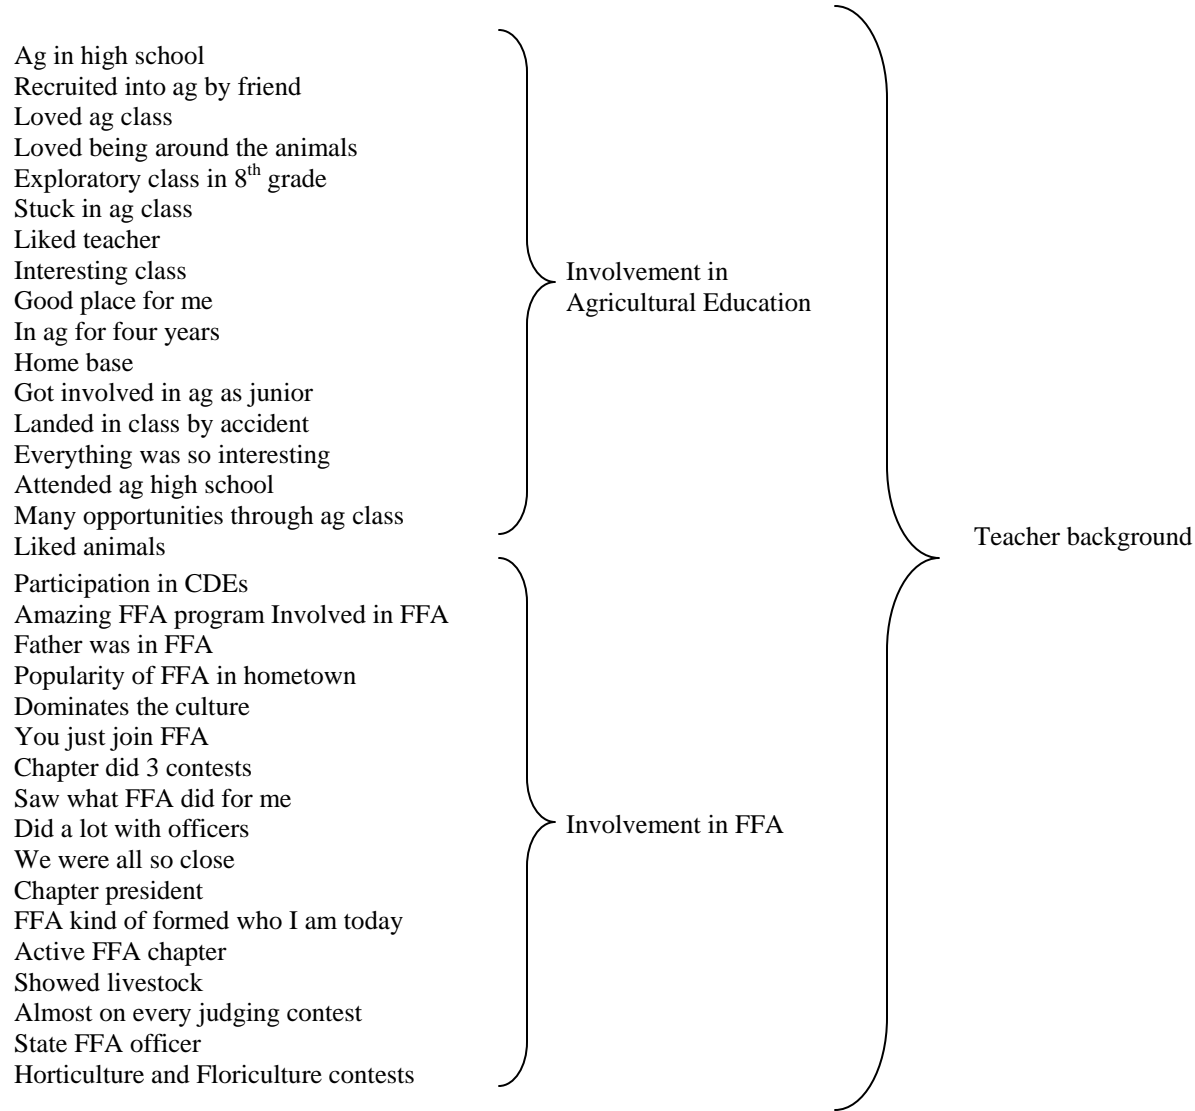 Ag in high school
Recruited into ag by friend
Loved ag class
Loved being around the animals
Exploratory class in 8th grade
Stuck in ag class
Liked teacher
Interesting class
Good place for me
In ag for four years
Home base
Got involved in ag as junior
Landed in class by accident
Everything was so interesting
Attended ag high school
Many opportunities through ag class
Liked animals
Participation in CDEs
Amazing FFA program Involved in FFA
Father was in FFA
Popularity of FFA in hometown
Dominates the culture
You just join FFA
Chapter did 3 contests
Saw what FFA did for me
Did a lot with officers
We were all so close
Chapter president
FFA kind of formed who I am today
Active FFA chapter
Showed livestock
Almost on every judging contest
State FFA officer
Horticulture and Floriculture contests
Involvement in
Agricultural Education
Involvement in FFA
Teacher background